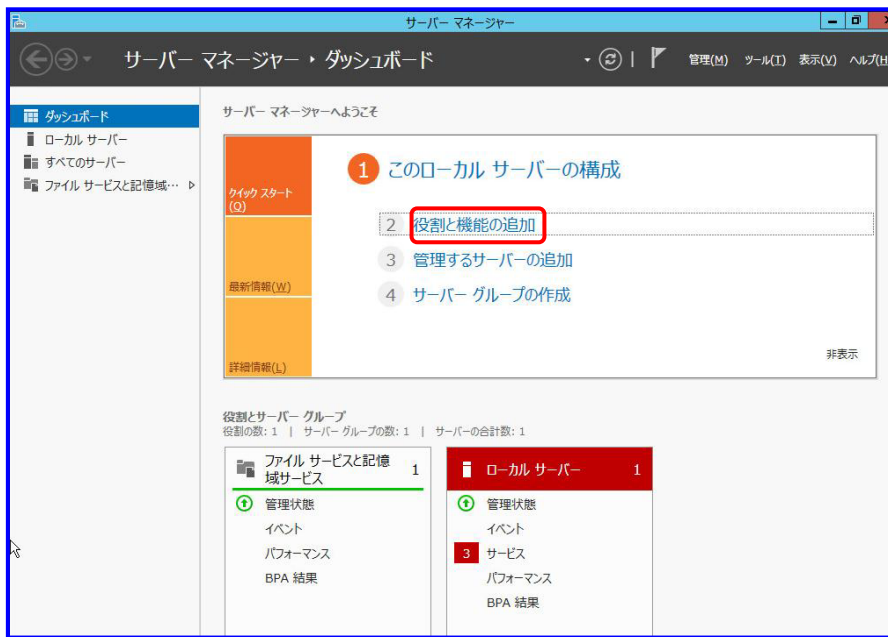 サーバー マネージャー
サーバー マネージャー ・ ダッシュボード
管理(M) ツール(T) 表示(V) ヘルプ(H
ダッシュボード
ローカル サーバー
すべてのサーバー
ファイル サービスと記憶域…
サーバー マネージャーへようこそ
クイック スタート
(Q)
最新情報(W)
詳細情報(L)
1 このローカル サーバーの構成
2 役割と機能の追加
3 管理するサーバーの追加
4 サーバー グループの作成
非表示
役割とサーバー グループ
役割の数: 1 | サーバー グループの数: 1 | サーバーの合計数: 1
ファイル サービスと記憶
域サービス
1
管理状態
イベント
パフォーマンス
BPA 結果
ローカル サーバー 1
管理状態
イベント
3 サービス
パフォーマンス
BPA 結果